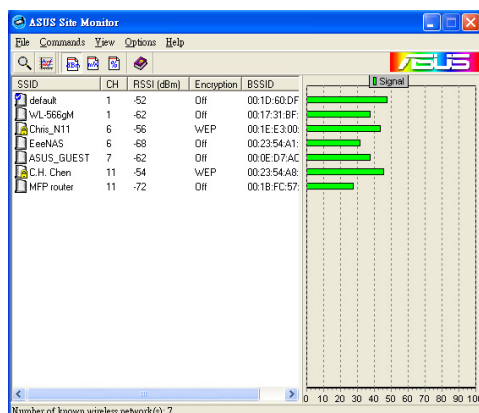 ASUS Site Monitor
File Commands View Options Help
ASUS
SSID CH RSSI (dBm) Encryption BSSID
Signal
default 1 -52 Off 00:1D:60:DF
WL-566gM 1 -62 Off 00:17:31:BF:
Chris_N11 6 -56 WEP 00:1E:E3:00:
EeeNAS 6 -68 Off 00:23:54:A1:
ASUS_GUEST 7 -62 Off 00:0E:D7:AC
C.H. Chen 11 -54 WEP 00:23:54:A8:
MFP router 11 -72 Off 00:1B:FC:57:
0 10 20 30 40 50 60 70 80 90 100
Number of known wireless network(s): 7